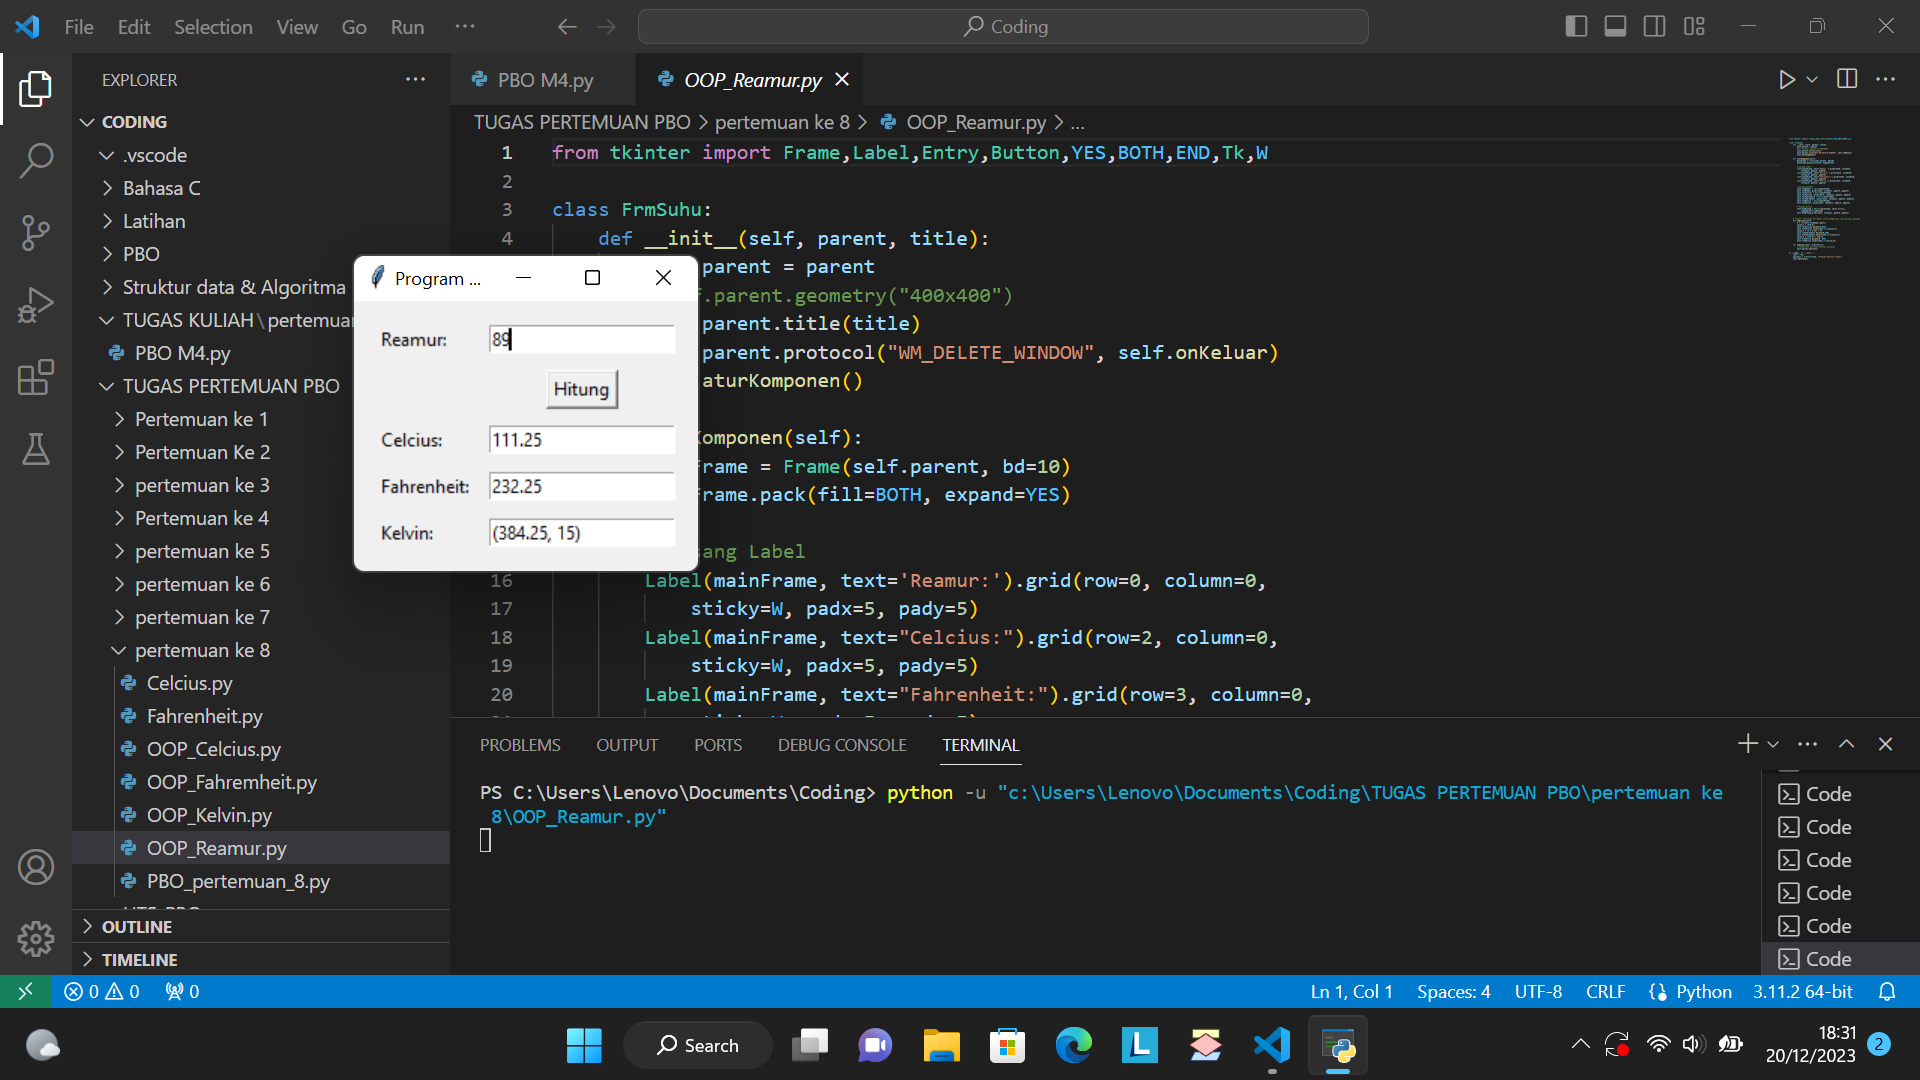 File Edit Selection View Go Run ···
Coding
EXPLORER ···
CODING
.vscode
Bahasa C
Latihan
PBO
Struktur data & Algoritma
TUGAS KULIAH\
PBO M4.py
TUGAS PERTEMUAN PBO
Pertemuan ke 1
Pertemuan Ke 2
pertemuan ke 3
Pertemuan ke 4
pertemuan ke 5
pertemuan ke 6
pertemuan ke 7
pertemuan ke 8
Celcius.py
Fahrenheit.py
OOP_Celcius.py
OOP_Fahremheit.py
OOP_Kelvin.py
OOP_Reamur.py
PBO_pertemuan_8.py
OUTLINE
TIMELINE
PBO M4.py
OOP_Reamur.py
TUGAS PERTEMUAN PBO > pertemuan ke 8 > OOP_Reamur.py > ...
1 from tkinter import Frame,Label,Entry,Button,YES,BOTH,END,Tk,W
2
3 class FrmSuhu:
4 def __init__(self, parent, title):
parent = parent
.parent.geometry("400x400")
parent.title(title)
parent.protocol("WM_DELETE_WINDOW", self.onKeluar)
aturKomponen()
Komponen(self):
Frame = Frame(self.parent, bd=10)
Frame.pack(fill=BOTH, expand=YES)
sang Label
16 Label(mainFrame, text='Reamur:').grid(row=0, column=0,
17 sticky=W, padx=5, pady=5)
18 Label(mainFrame, text="Celcius:").grid(row=2, column=0,
19 sticky=W, padx=5, pady=5)
20 Label(mainFrame, text="Fahrenheit:").grid(row=3, column=0,
Program ...
Reamur: 89
Hitung
Celcius: 111.25
Fahrenheit: 232.25
Kelvin: (384.25, 15)
PROBLEMS OUTPUT PORTS DEBUG CONSOLE TERMINAL
PS C:\Users\Lenovo\Documents\Coding> python -u "c:\Users\Lenovo\Documents\Coding\TUGAS PERTEMUAN PBO\pertemuan ke
8\OOP_Reamur.py"
Code
Code
Code
Code
Code
Code
0 0 0
Ln 1, Col 1 Spaces: 4 UTF-8 CRLF Python 3.11.2 64-bit
Search
18:31
20/12/2023
2